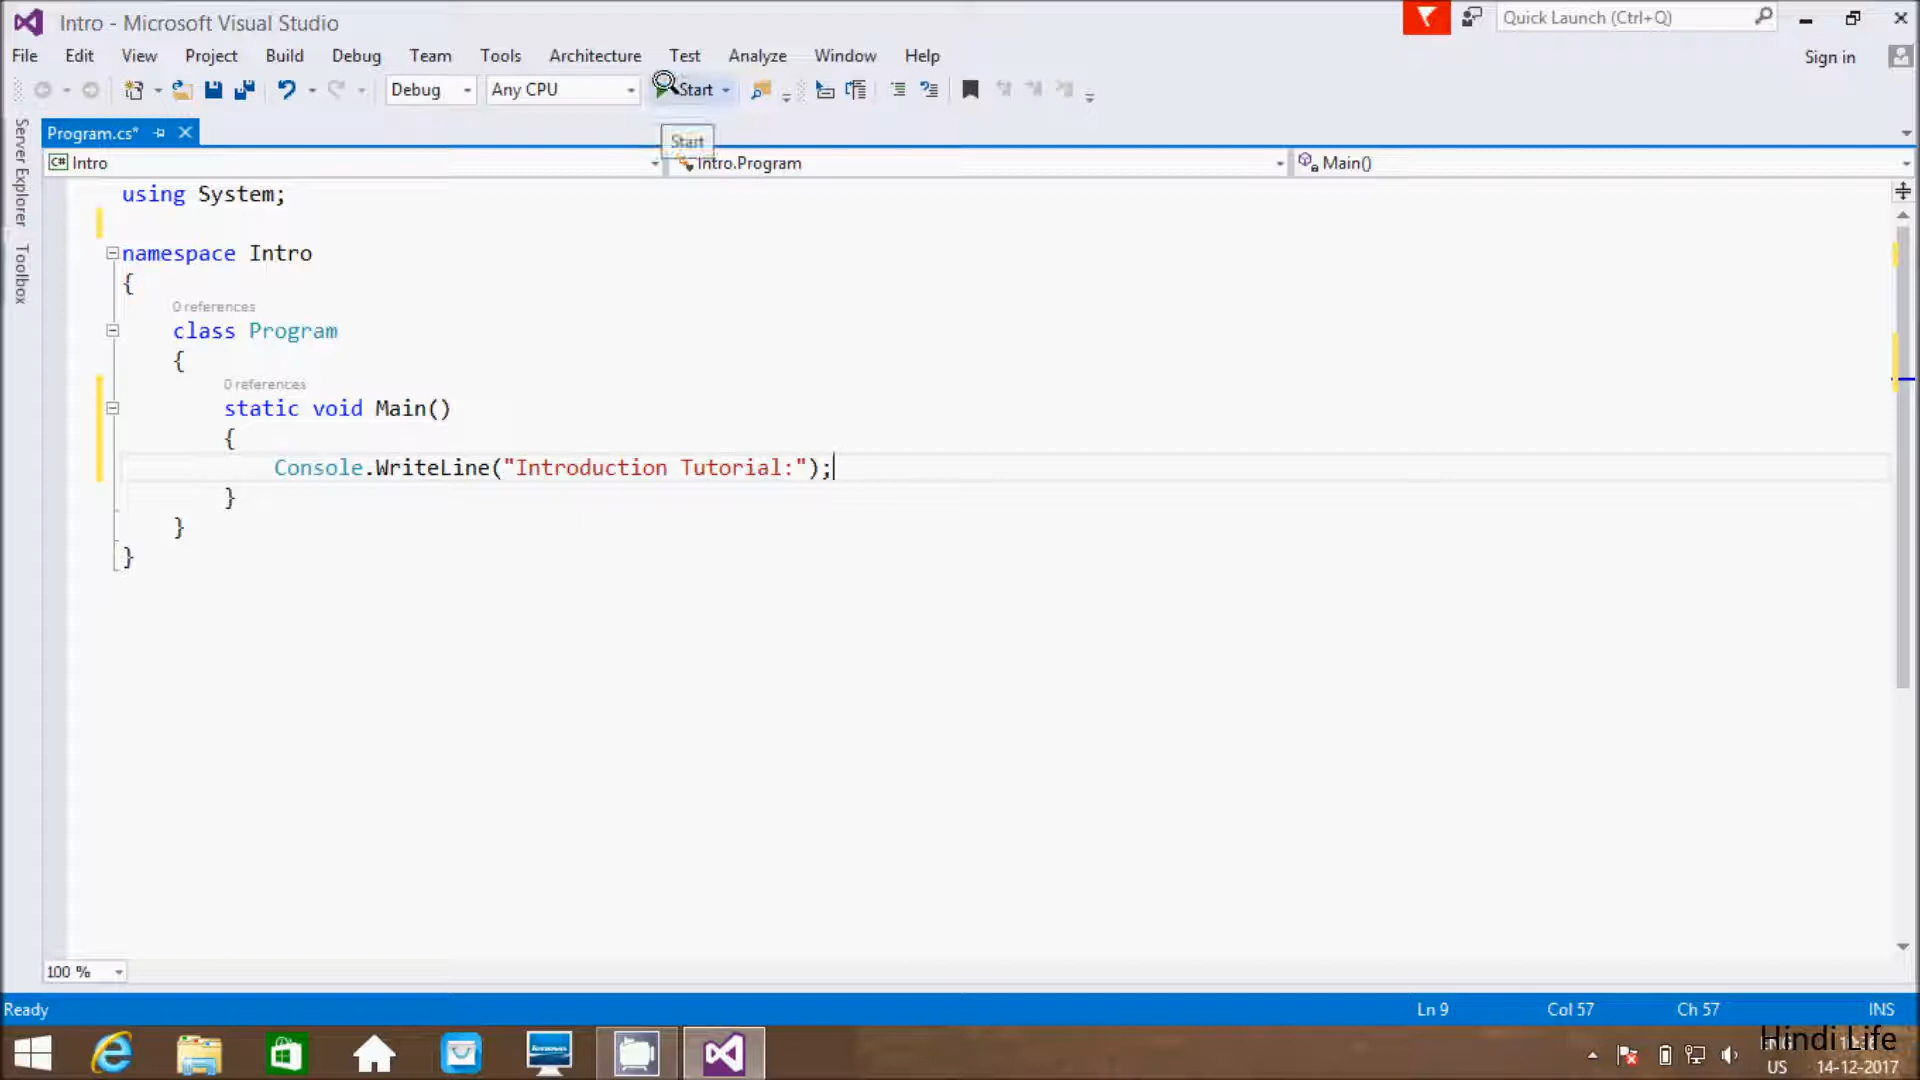 Intro - Microsoft Visual Studio
Quick Launch (Ctrl+Q)
File Edit View Project Build Debug Team Tools Architecture Test Analyze Window Help
Sign in
Debug Any CPU Start
Program.cs*
Start
C# Intro
Intro.Program
Main()
Server Explorer
Toolbox
using System;
namespace Intro
{
0 references
class Program
{
0 references
static void Main()
{
Console.WriteLine("Introduction Tutorial:");
}
}
}
100 %
Ready
Ln 9 Col 57 Ch 57 INS
Hindi Life
US 14-12-2017